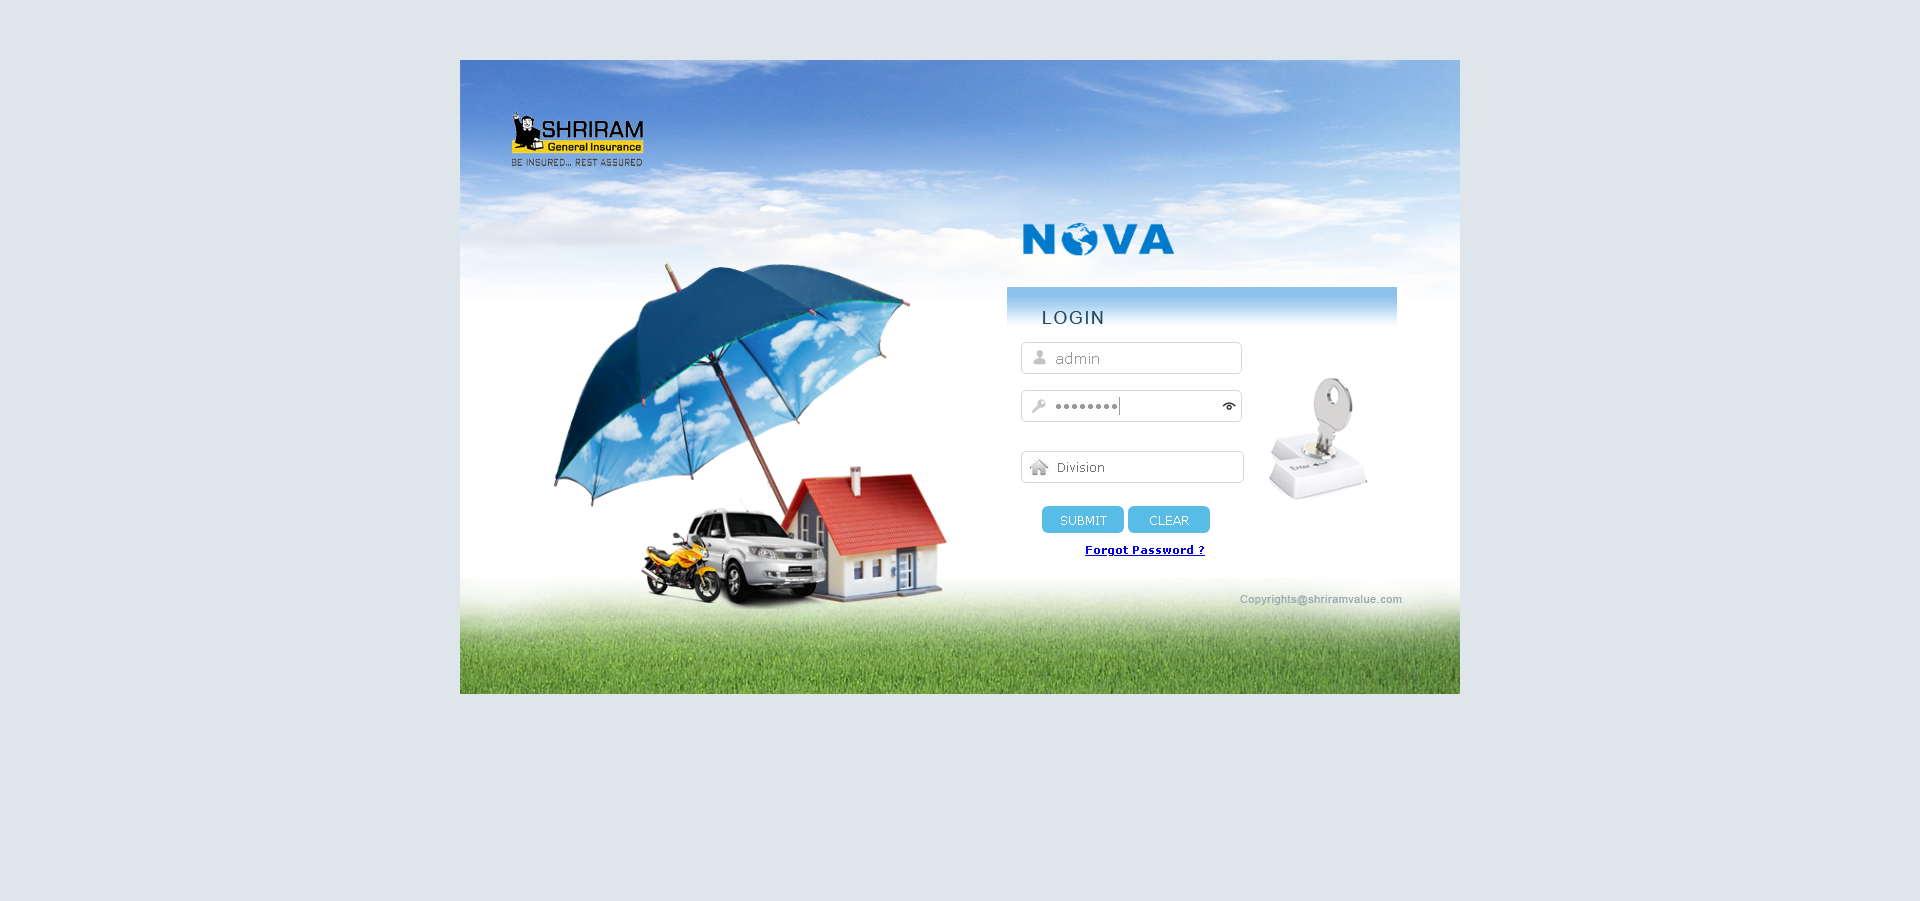 SHRIRAM
General Insurance
BE INSURED... REST ASSURED
NOVA
LOGIN
admin
••••••••
Division
Enter
SUBMIT CLEAR
Forgot Password ?
Copyrights@shriramvalue.com